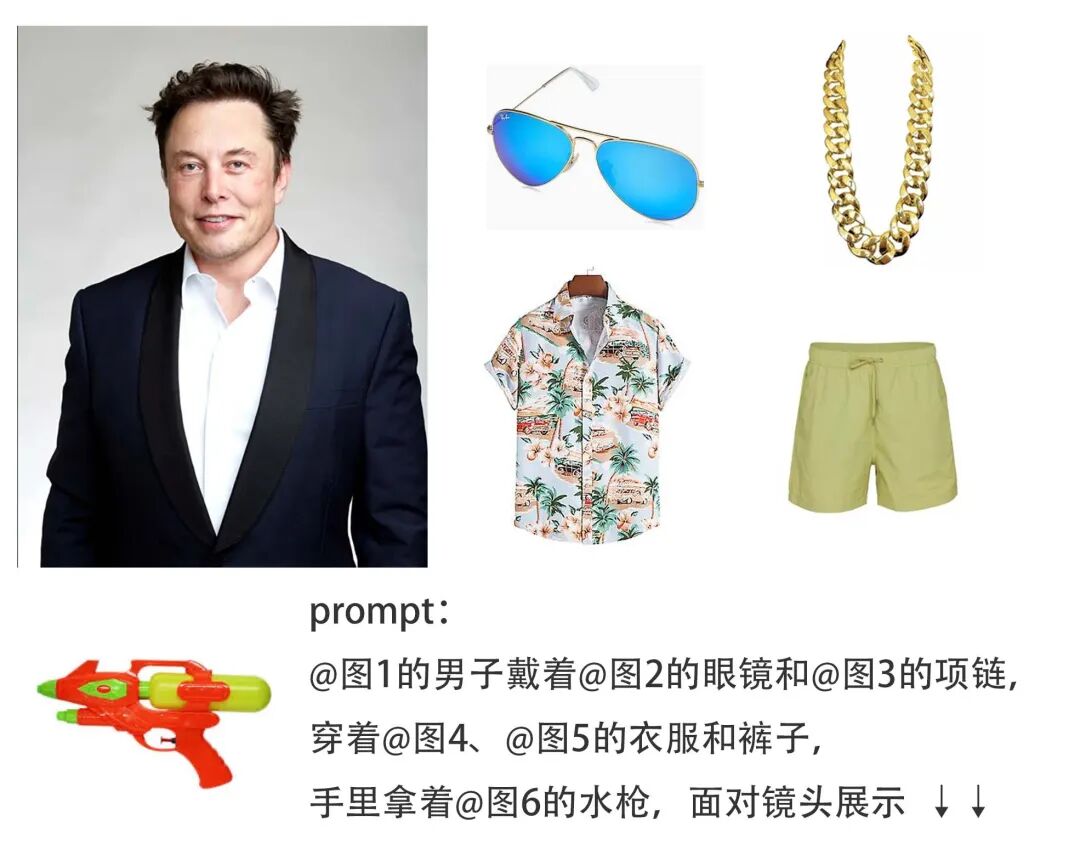 prompt：
@图1的男子戴着@图2的眼镜和@图3的项链,
穿着@图4、@图5的衣服和裤子,
手里拿着@图6的水枪，面对镜头展示 ↓↓